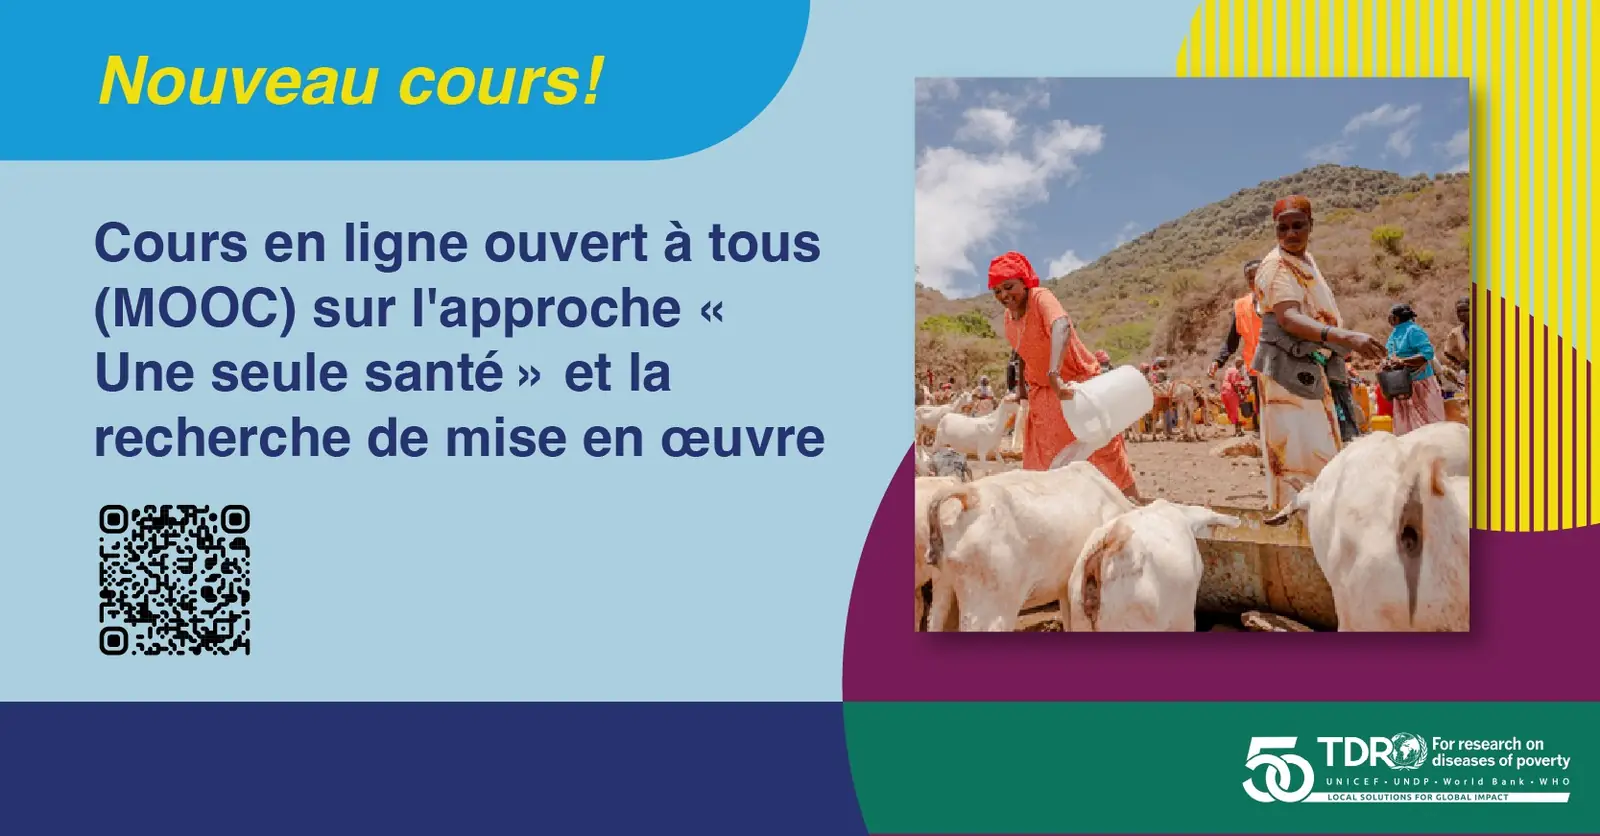 Nouveau cours!
Cours en ligne ouvert à tous
(MOOC) sur l'approche «
Une seule santé » et la
recherche de mise en œuvre
50 TDR For research on
diseases of poverty
UNICEF • UNDP • World Bank • WHO
LOCAL SOLUTIONS FOR GLOBAL IMPACT